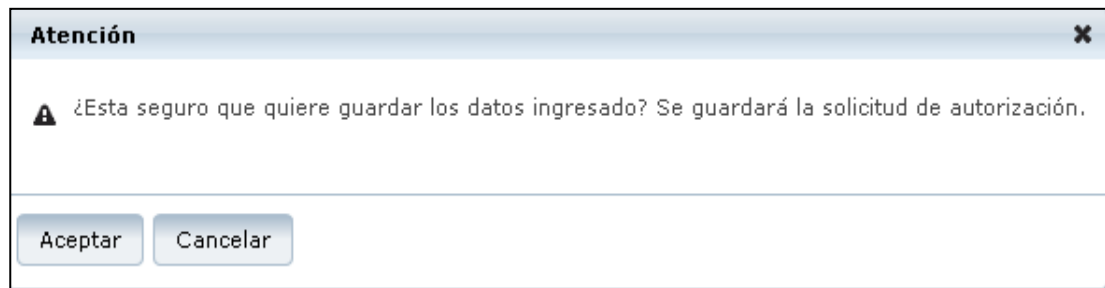 Atención
¿Esta seguro que quiere guardar los datos ingresado? Se guardará la solicitud de autorización.
Aceptar
Cancelar